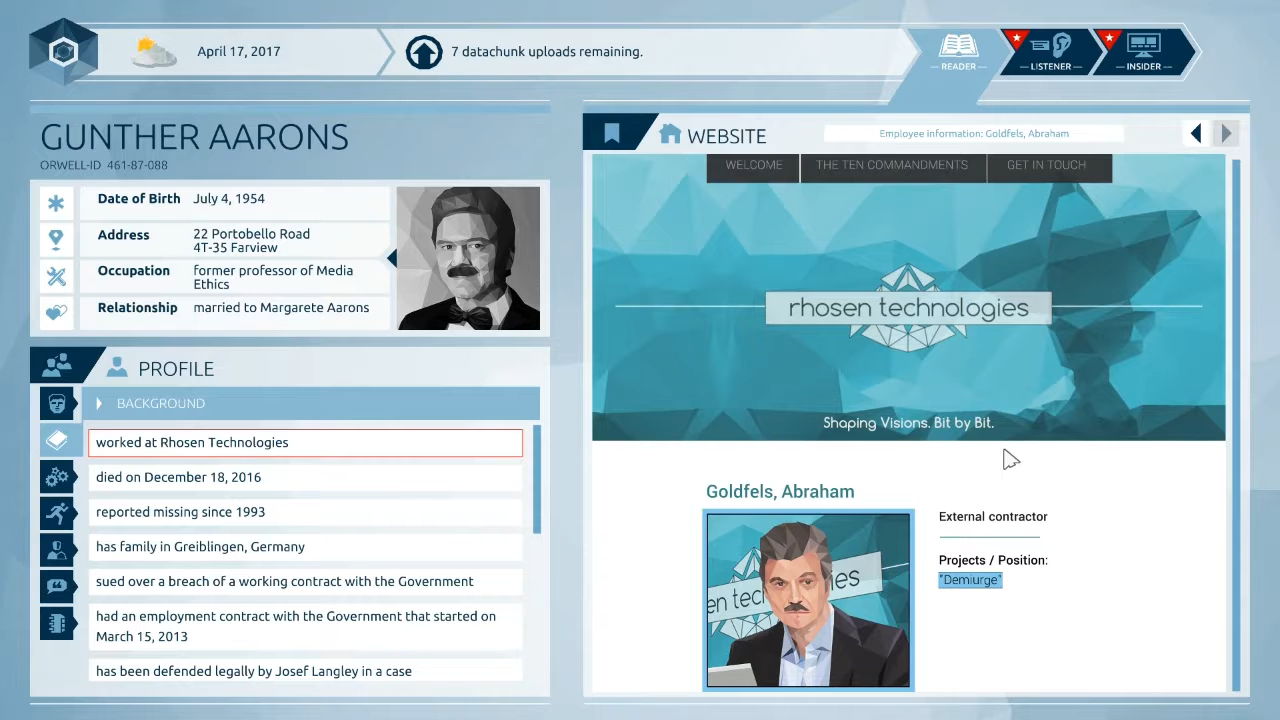 April 17, 2017
7 datachunk uploads remaining.
READER
LISTENER
INSIDER
GUNTHER AARONS
ORWELL-ID 461-87-088
Date of Birth July 4, 1954
Address 22 Portobello Road
4T-35 Farview
Occupation former professor of Media
Ethics
Relationship married to Margarete Aarons
PROFILE
BACKGROUND
worked at Rhosen Technologies
died on December 18, 2016
reported missing since 1993
has family in Greiblingen, Germany
sued over a breach of a working contract with the Government
had an employment contract with the Government that started on
March 15, 2013
has been defended legally by Josef Langley in a case
WEBSITE
Employee information: Goldfels, Abraham
WELCOME
THE TEN COMMANDMENTS
GET IN TOUCH
rhosen technologies
Shaping Visions. Bit by Bit.
Goldfels, Abraham
en tec ies
External contractor
Projects / Position:
"Demiurge"